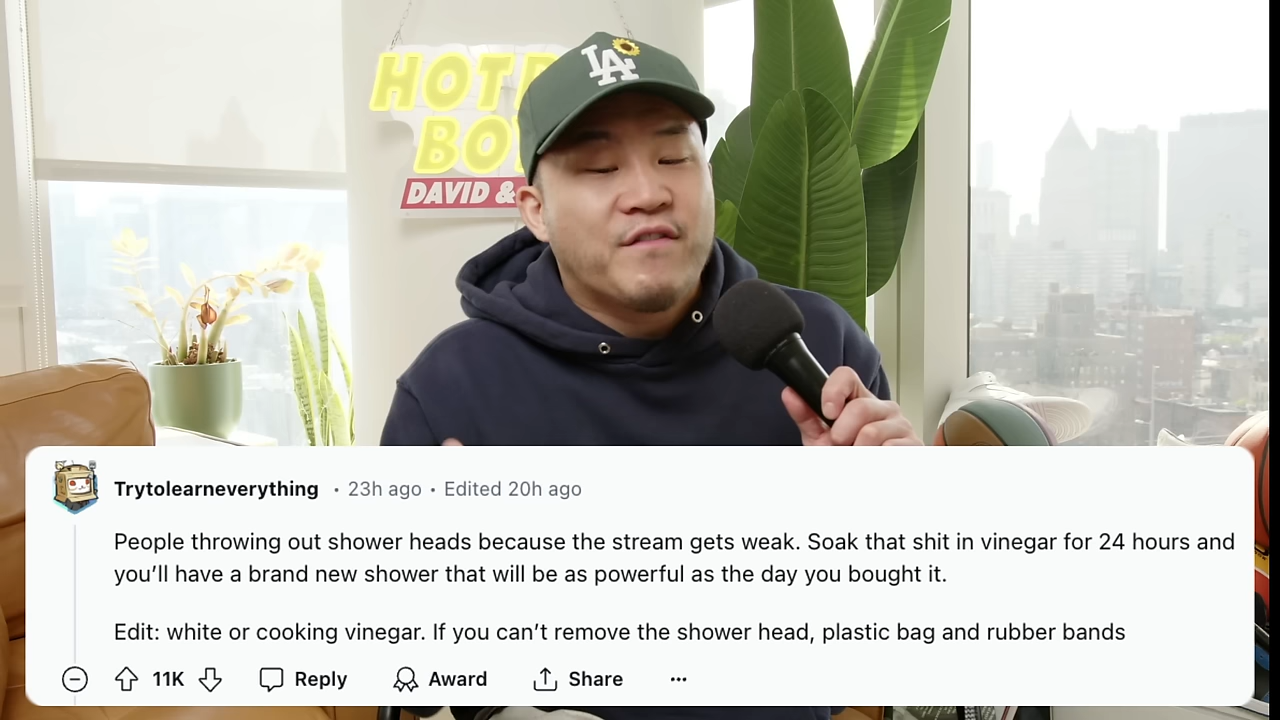 LA
HOT
BO
DAVID &
Trytolearneverything • 23h ago • Edited 20h ago
People throwing out shower heads because the stream gets weak. Soak that shit in vinegar for 24 hours and
you’ll have a brand new shower that will be as powerful as the day you bought it.
Edit: white or cooking vinegar. If you can’t remove the shower head, plastic bag and rubber bands
11K Reply Award Share ...